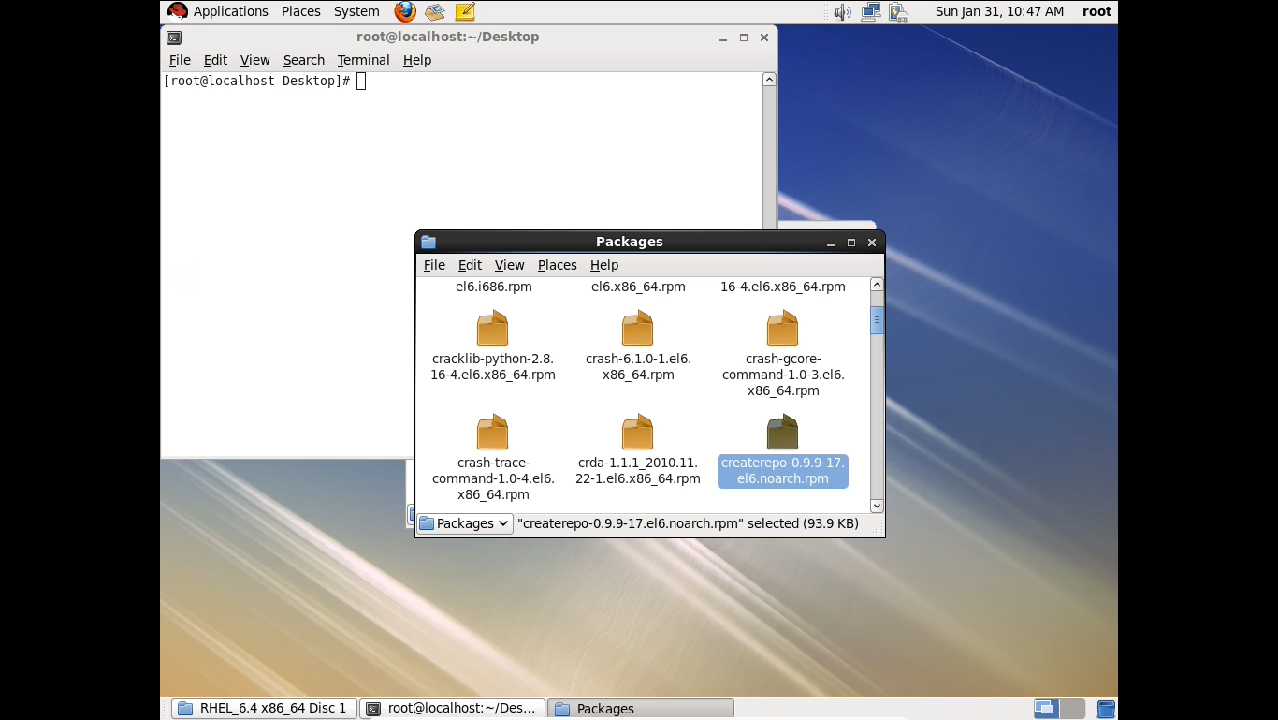 Applications Places System Sun Jan 31, 10:47 AM root
root@localhost:~/Desktop
File Edit View Search Terminal Help
[root@localhost Desktop]#
Packages
File Edit View Places Help
el6.i686.rpm
el6.x86_64.rpm
16-4.el6.x86_64.rpm
cracklib-python-2.8.
16-4.el6.x86_64.rpm
crash-6.1.0-1.el6.
x86_64.rpm
crash-gcore-
command-1.0-3.el6.
x86_64.rpm
crash-trace-
command-1.0-4.el6.
x86_64.rpm
crda-1.1.1_2010.11.
22-1.el6.x86_64.rpm
createrepo-0.9.9-17.
el6.noarch.rpm
Packages "createrepo-0.9.9-17.el6.noarch.rpm" selected (93.9 KB)
RHEL_6.4 x86_64 Disc 1 root@localhost:~/Des... Packages